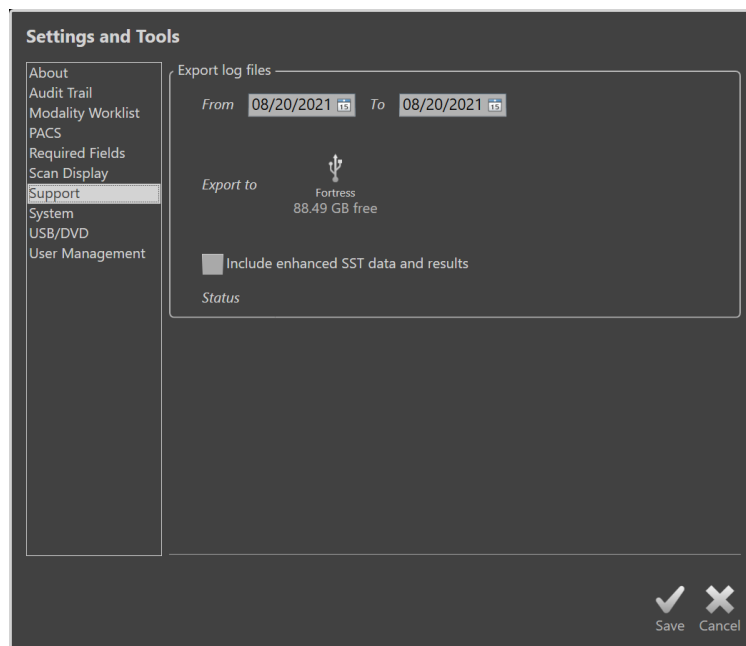 Settings and Tools
About
Audit Trail
Modality Worklist
PACS
Required Fields
Scan Display
Support
System
USB/DVD
User Management
Export log files
From 08/20/2021 15 To 08/20/2021 15
Export to
Fortress
88.49 GB free
Include enhanced SST data and results
Status
Save Cancel